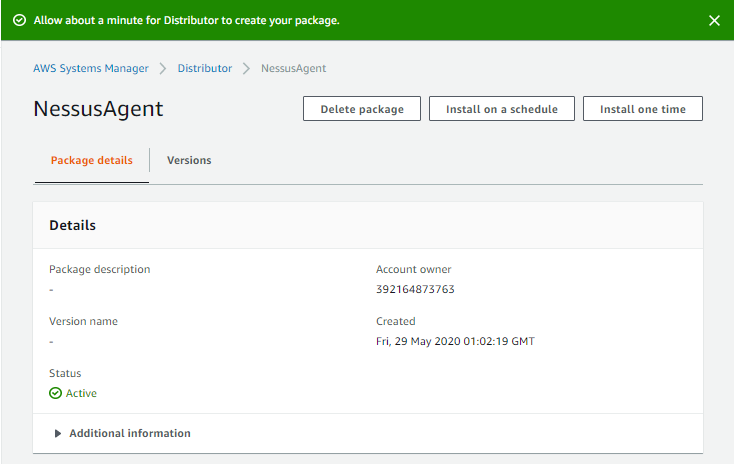 Allow about a minute for Distributor to create your package.
AWS Systems Manager > Distributor > NessusAgent
NessusAgent
Delete package
Install on a schedule
Install one time
Package details
Versions
Details
Package description
-
Account owner
392164873763
Version name
-
Created
Fri, 29 May 2020 01:02:19 GMT
Status
Active
Additional information